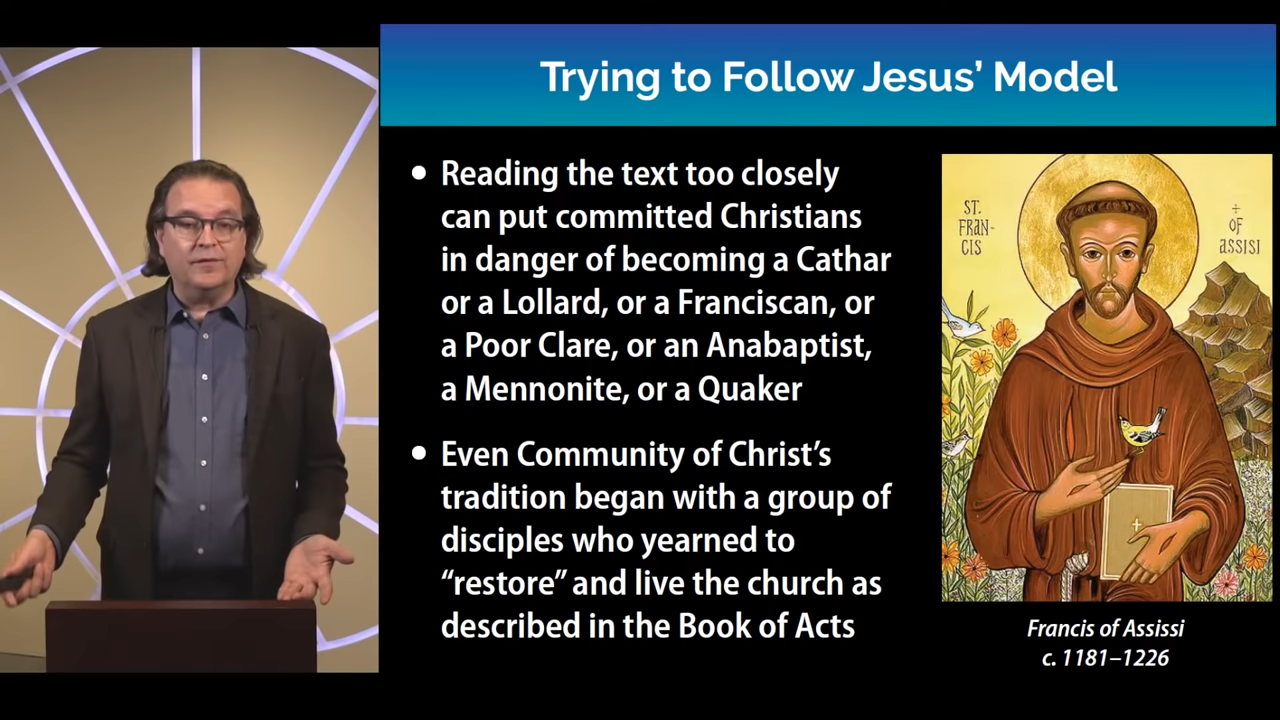 Trying to Follow Jesus’ Model
• Reading the text too closely
can put committed Christians
in danger of becoming a Cathar
or a Lollard, or a Franciscan, or
a Poor Clare, or an Anabaptist,
a Mennonite, or a Quaker
• Even Community of Christ’s
tradition began with a group of
disciples who yearned to
“restore” and live the church as
described in the Book of Acts
ST.
FRAN-
CIS
+
OF
ASSISI
Francis of Assissi
c. 1181–1226